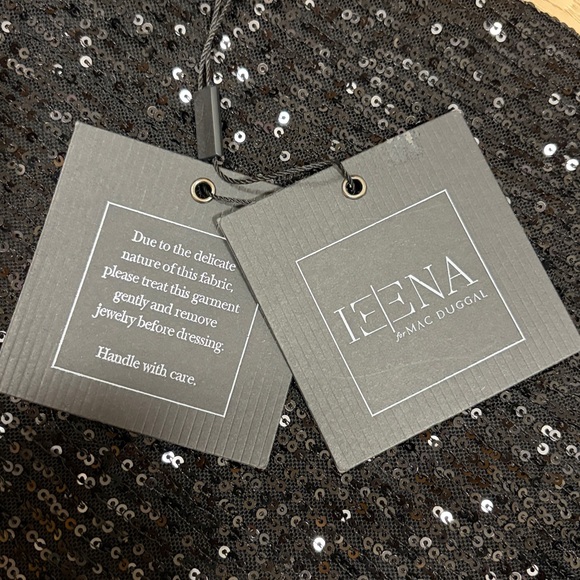 Due to the delicate
nature of this fabric,
please treat this garment
gently and remove
jewelry before dressing.
Handle with care.
IEENA
for MAC DUGGAL